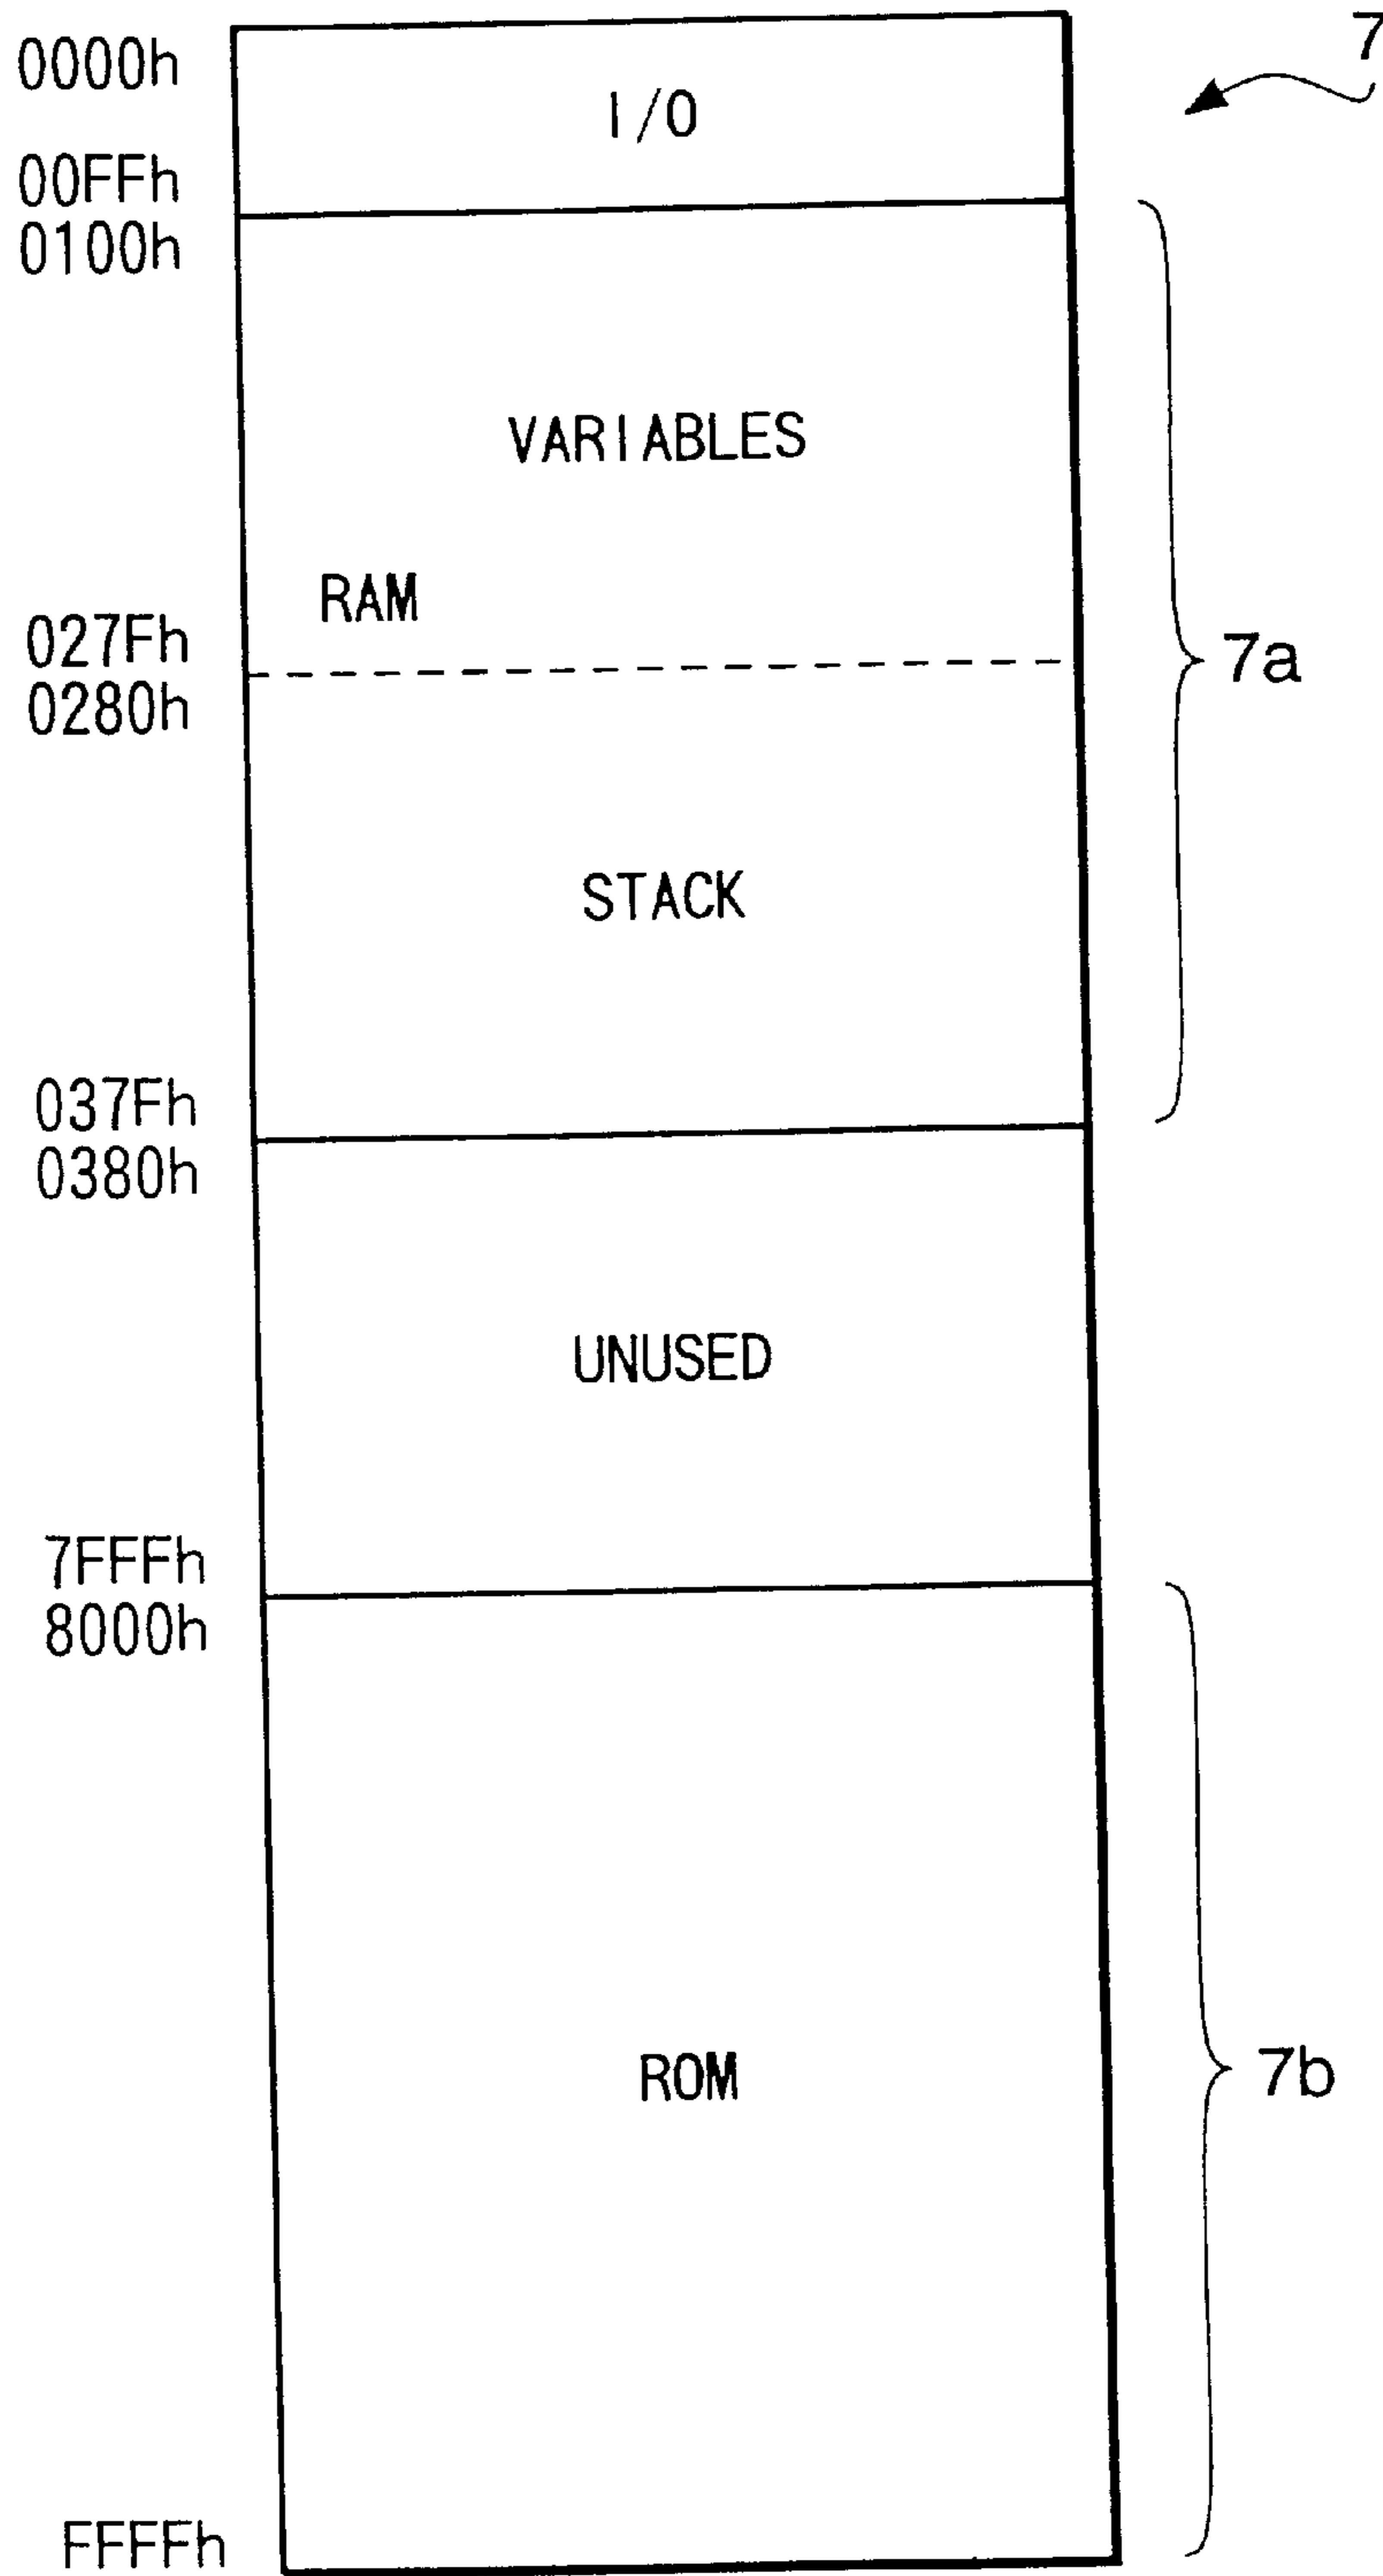 7
0000h
I/O
00FFh
0100h
VARIABLES
RAM
027Fh
7a
0280h
STACK
037Fh
0380h
UNUSED
7FFFh
8000h
ROM
7b
FFFFh